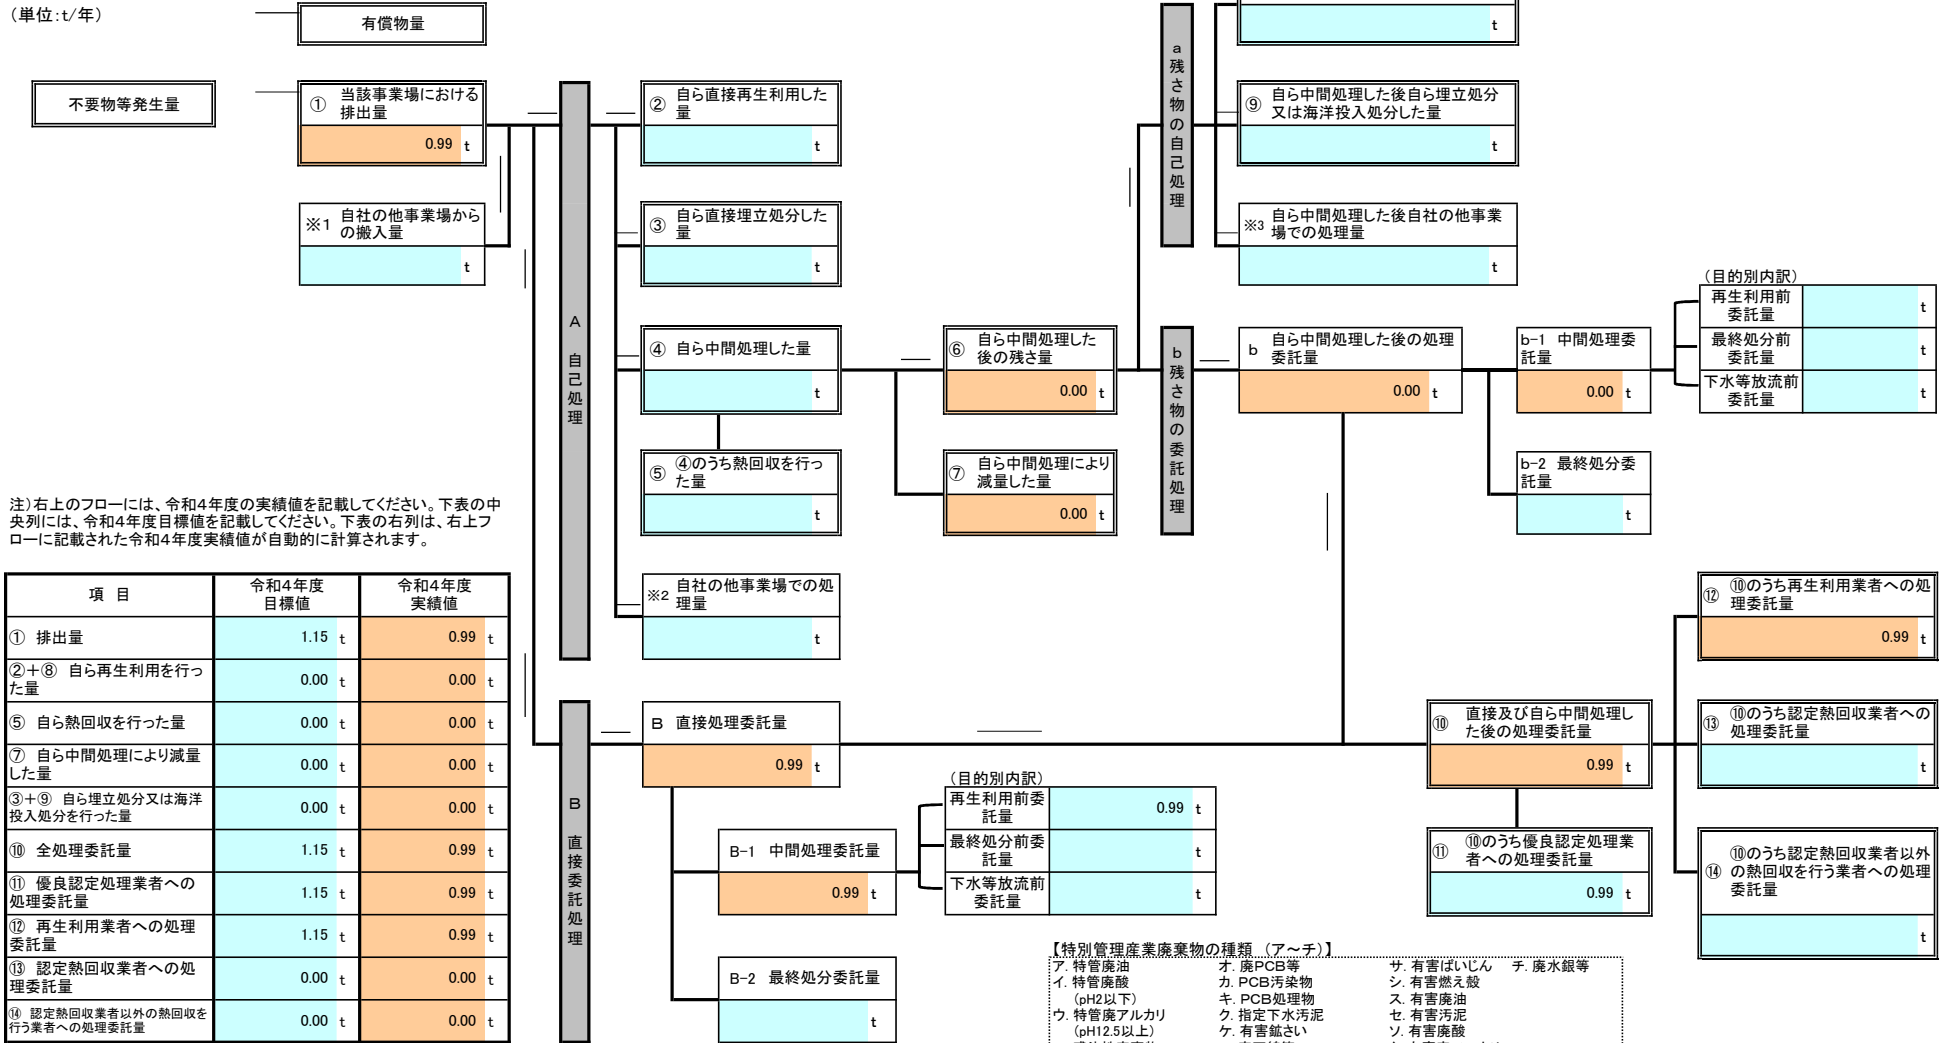 (単位:t/年)
有償物量
t
不要物等発生量
① 当該事業場における
排出量
0.99 t
※1 自社の他事業場から
の搬入量
t
A 自己処理
② 自ら直接再生利用した
量
t
③ 自ら直接埋立処分した
量
t
④ 自ら中間処理した量
t
⑤ ④のうち熱回収を行っ
た量
t
※2 自社の他事業場での処
理量
t
⑥ 自ら中間処理した
後の残さ量
0.00 t
⑦ 自ら中間処理により
減量した量
0.00 t
a 残さ物の自己処理
⑨ 自ら中間処理した後自ら埋立処分
又は海洋投入処分した量
t
※3 自ら中間処理した後自社の他事業
場での処理量
t
b 残さ物の委託処理
b 自ら中間処理した後の処理
委託量
0.00 t
b-1 中間処理委
託量
0.00 t
b-2 最終処分委
託量
t
(目的別内訳)
再生利用前
委託量
t
最終処分前
委託量
t
下水等放流前
委託量
t
注)右上のフローには、令和4年度の実績値を記載してください。下表の中
央列には、令和4年度目標値を記載してください。下表の右列は、右上フ
ローに記載された令和4年度実績値が自動的に計算されます。
項 目 令和4年度
目標値 令和4年度
実績値
① 排出量 1.15 t 0.99 t
②+⑧ 自ら再生利用を行っ
た量 0.00 t 0.00 t
⑤ 自ら熱回収を行った量 0.00 t 0.00 t
⑦ 自ら中間処理により減量
した量 0.00 t 0.00 t
③+⑨ 自ら埋立処分又は海洋
投入処分を行った量 0.00 t 0.00 t
⑩ 全処理委託量 1.15 t 0.99 t
⑪ 優良認定処理業者への
処理委託量 1.15 t 0.99 t
⑫ 再生利用業者への処理
委託量 1.15 t 0.99 t
⑬ 認定熱回収業者への処
理委託量 0.00 t 0.00 t
⑭ 認定熱回収業者以外の熱回収を
行う業者への処理委託量 0.00 t 0.00 t
B 直接委託処理
B 直接処理委託量
0.99 t
B-1 中間処理委託量
0.99 t
B-2 最終処分委託量
t
(目的別内訳)
再生利用前委
託量
0.99 t
最終処分前委
託量
t
下水等放流前
委託量
t
⑩ 直接及び自ら中間処理し
た後の処理委託量
0.99 t
⑪ ⑩のうち優良認定処理業
者への処理委託量
0.99 t
⑫ ⑩のうち再生利用業者への処
理委託量
0.99 t
⑬ ⑩のうち認定熱回収業者への
処理委託量
t
⑭ ⑩のうち認定熱回収業者以外
の熱回収を行う業者への処理
委託量
t
【特別管理産業廃棄物の種類 (ア~チ)】
ア. 特管廃油 オ. 廃PCB等 サ. 有害ばいじん チ. 廃水銀等
イ. 特管廃酸 カ. PCB汚染物 シ. 有害燃え殻
(pH2以下) キ. PCB処理物 ス. 有害廃油
ウ. 特管廃アルカリ ク. 指定下水汚泥 セ. 有害汚泥
(pH12.5以上) ケ. 有害鉱さい ソ. 有害廃酸